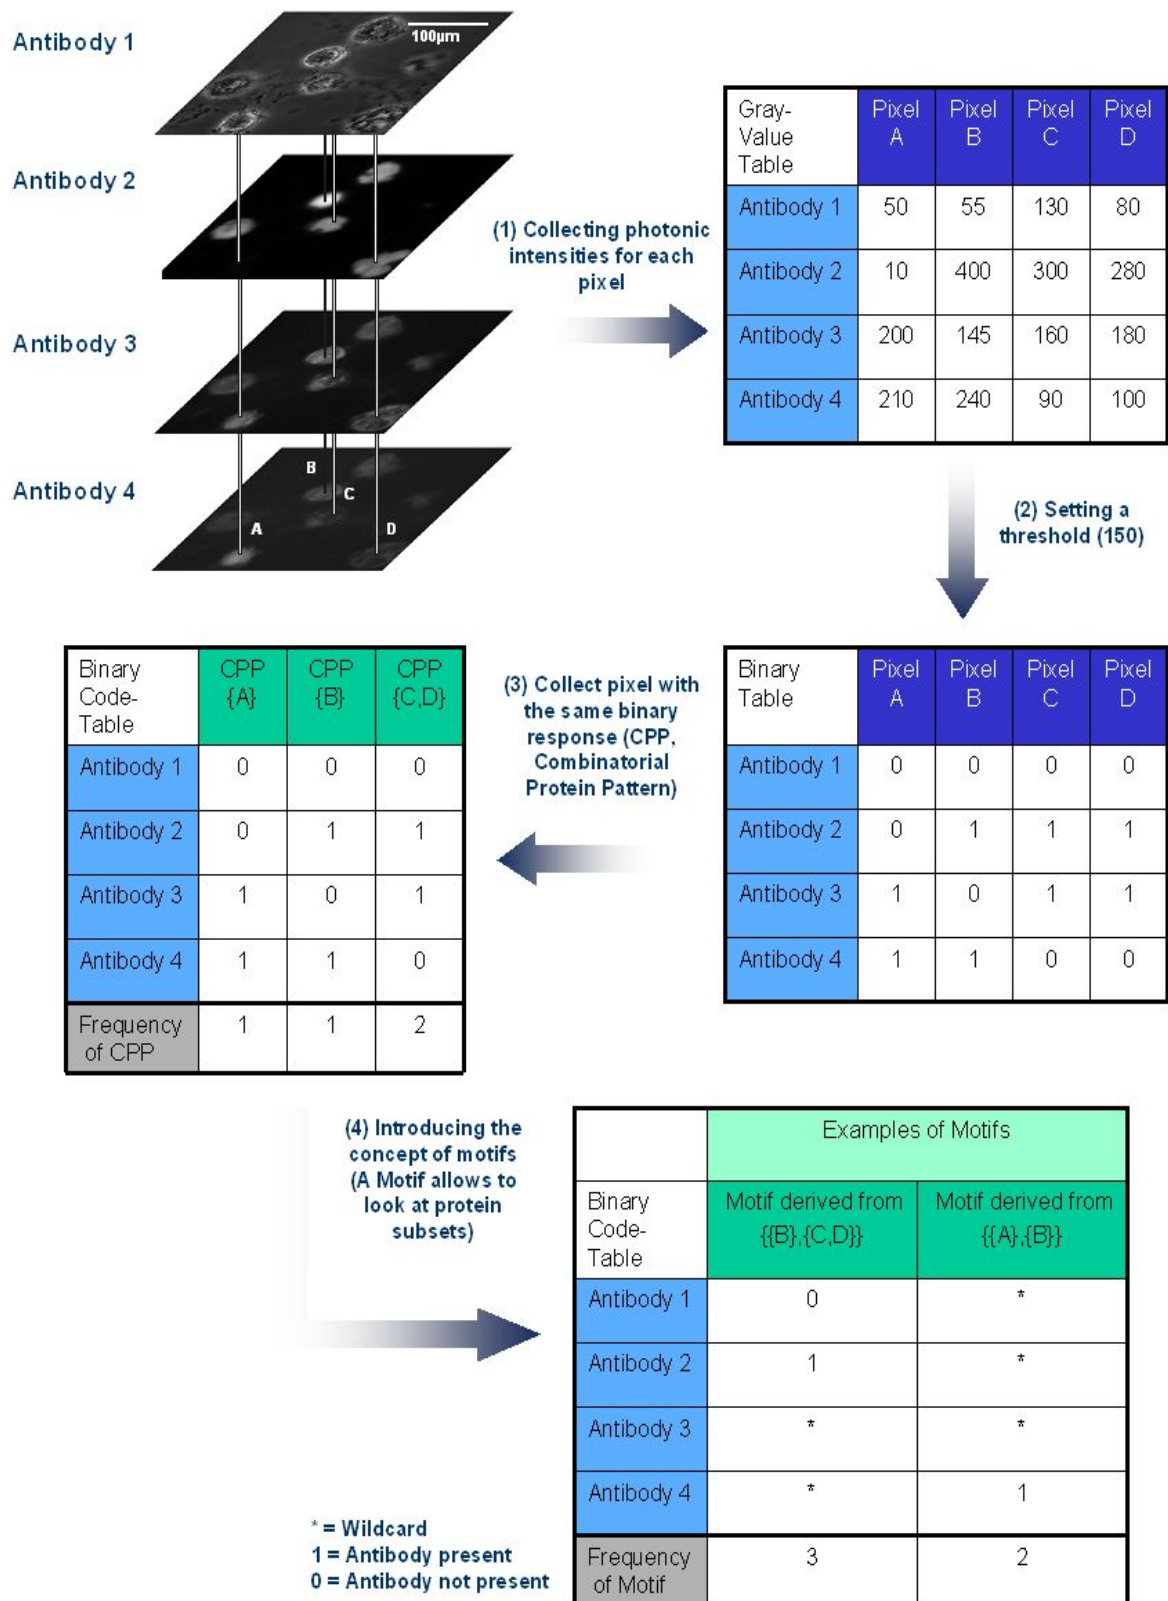 Antibody 1
100µm
Antibody 2
Antibody 3
Antibody 4
A
B
C
D
(1) Collecting photonic
intensities for each
pixel
Gray-
Value
Table
Pixel
A
Pixel
B
Pixel
C
Pixel
D
Antibody 1 50 55 130 80
Antibody 2 10 400 300 280
Antibody 3 200 145 160 180
Antibody 4 210 240 90 100
(2) Setting a
threshold (150)
Binary
Table
Pixel
A
Pixel
B
Pixel
C
Pixel
D
Antibody 1 0 0 0 0
Antibody 2 0 1 1 1
Antibody 3 1 0 1 1
Antibody 4 1 1 0 0
(3) Collect pixel with
the same binary
response (CPP,
Combinatorial
Protein Pattern)
Binary
Code-
Table
CPP
{A}
CPP
{B}
CPP
{C,D}
Antibody 1 0 0 0
Antibody 2 0 1 1
Antibody 3 1 0 1
Antibody 4 1 1 0
Frequency
of CPP
1 1 2
(4) Introducing the
concept of motifs
(A Motif allows to
look at protein
subsets)
Examples of Motifs
Binary
Code-
Table
Motif derived from
{{B},{C,D}}
Motif derived from
{{A},{B}}
Antibody 1 0 *
Antibody 2 1 *
Antibody 3 * *
Antibody 4 * 1
Frequency
of Motif
3 2
* = Wildcard
1 = Antibody present
0 = Antibody not present